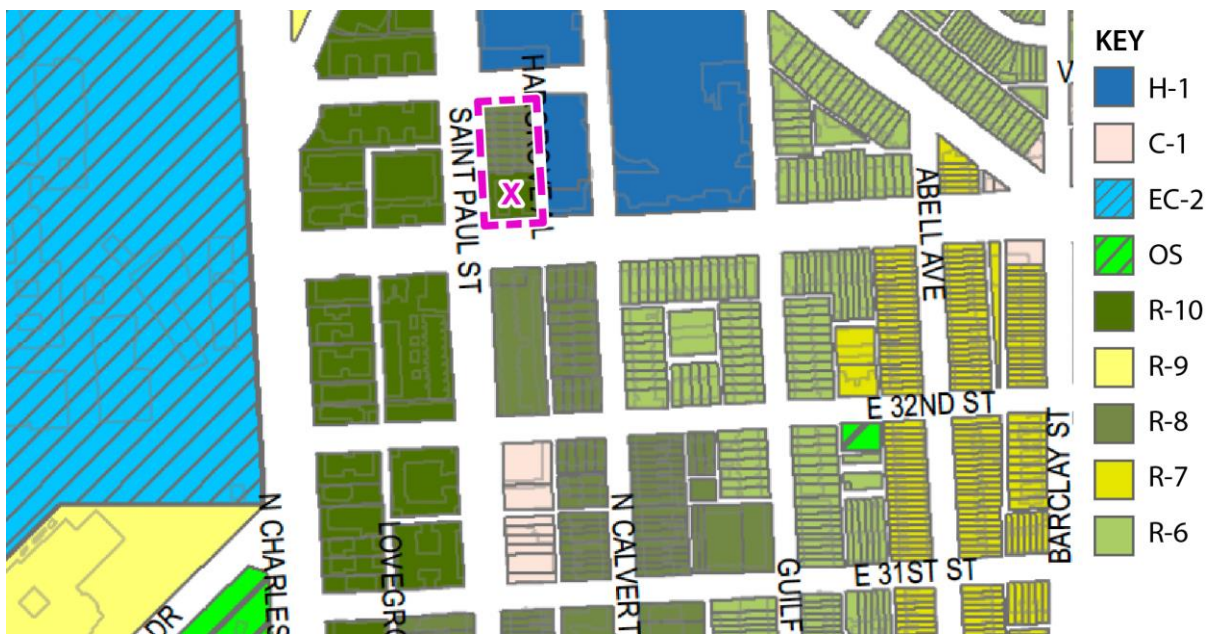 SAINT PAUL ST
X
V
ABELL AVE
E 32ND ST
N CHARLES
LOVEGRO
N CALVERT
GUILF
E 31ST ST
BARCLAY ST
DR
KEY
H-1
C-1
EC-2
OS
R-10
R-9
R-8
R-7
R-6